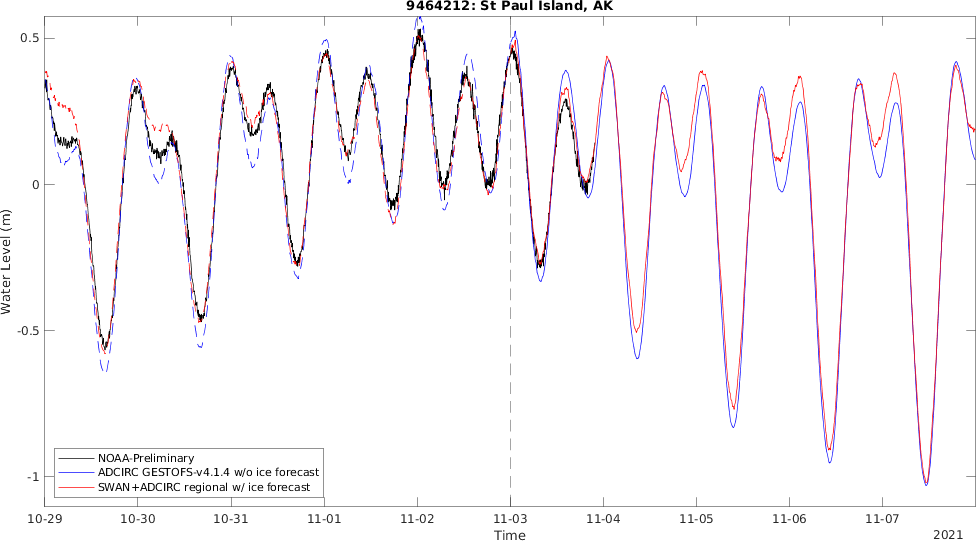 9464212: St Paul Island, AK
Water Level (m)
0.5
0
-0.5
-1
NOAA-Preliminary
ADCIRC GESTOFS-v4.1.4 w/o ice forecast
SWAN+ADCIRC regional w/ ice forecast
10-29 10-30 10-31 11-01 11-02 11-03 11-04 11-05 11-06 11-07
Time
2021